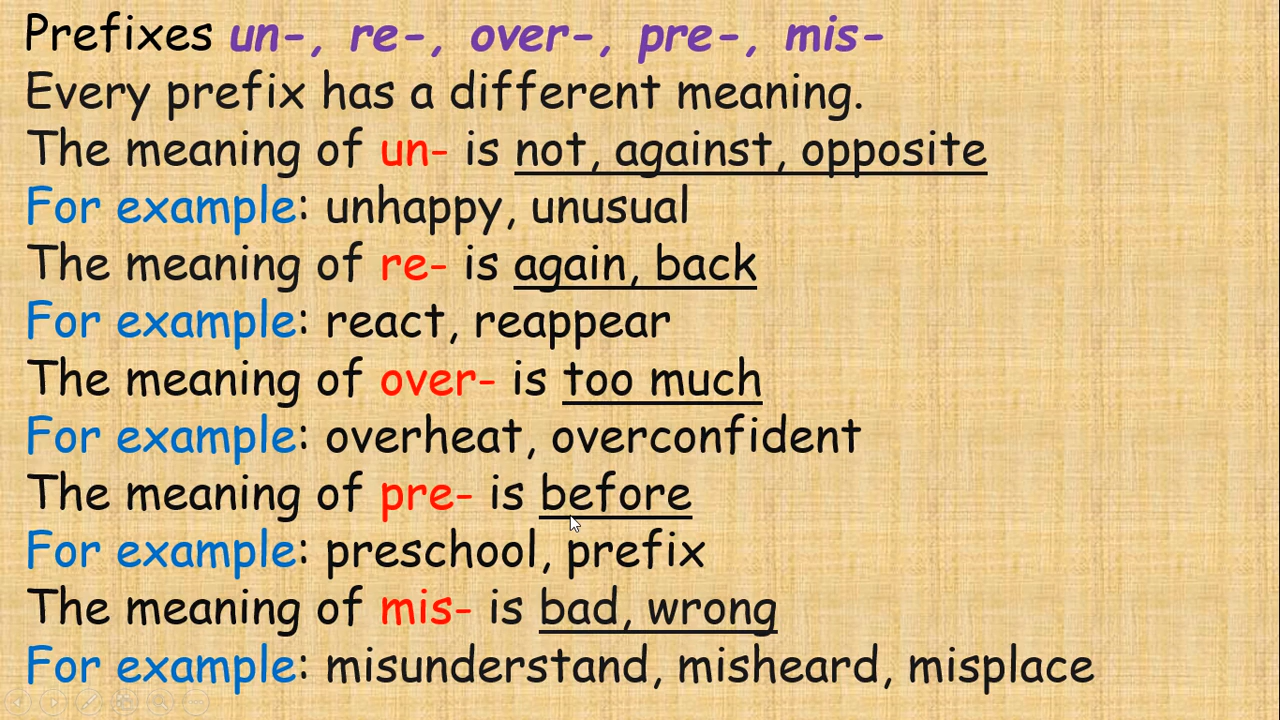 Prefixes un-, re-, over-, pre-, mis-
Every prefix has a different meaning.
The meaning of un- is not, against, opposite
For example: unhappy, unusual
The meaning of re- is again, back
For example: react, reappear
The meaning of over- is too much
For example: overheat, overconfident
The meaning of pre- is before
For example: preschool, prefix
The meaning of mis- is bad, wrong
For example: misunderstand, misheard, misplace